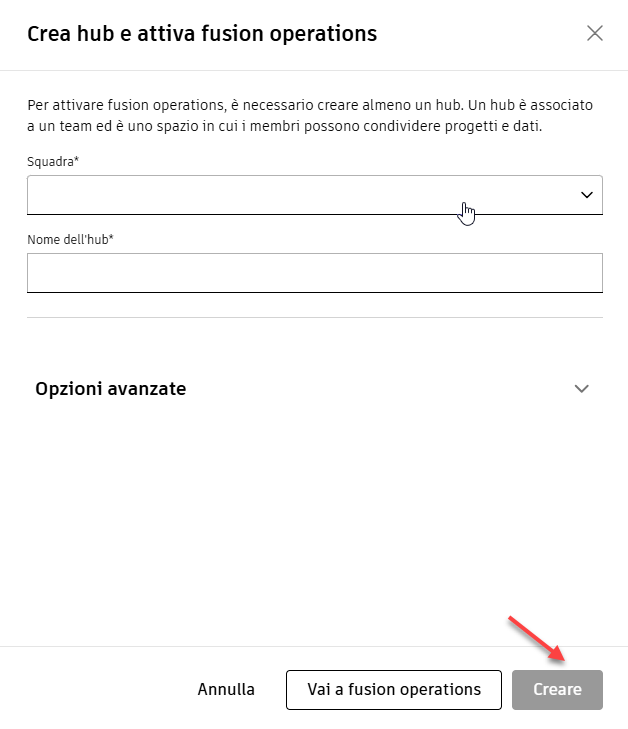 Crea hub e attiva fusion operations
Per attivare fusion operations, è necessario creare almeno un hub. Un hub è associato
a un team ed è uno spazio in cui i membri possono condividere progetti e dati.
Squadra*
Nome dell'hub*
Opzioni avanzate
Annulla
Vai a fusion operations
Creare